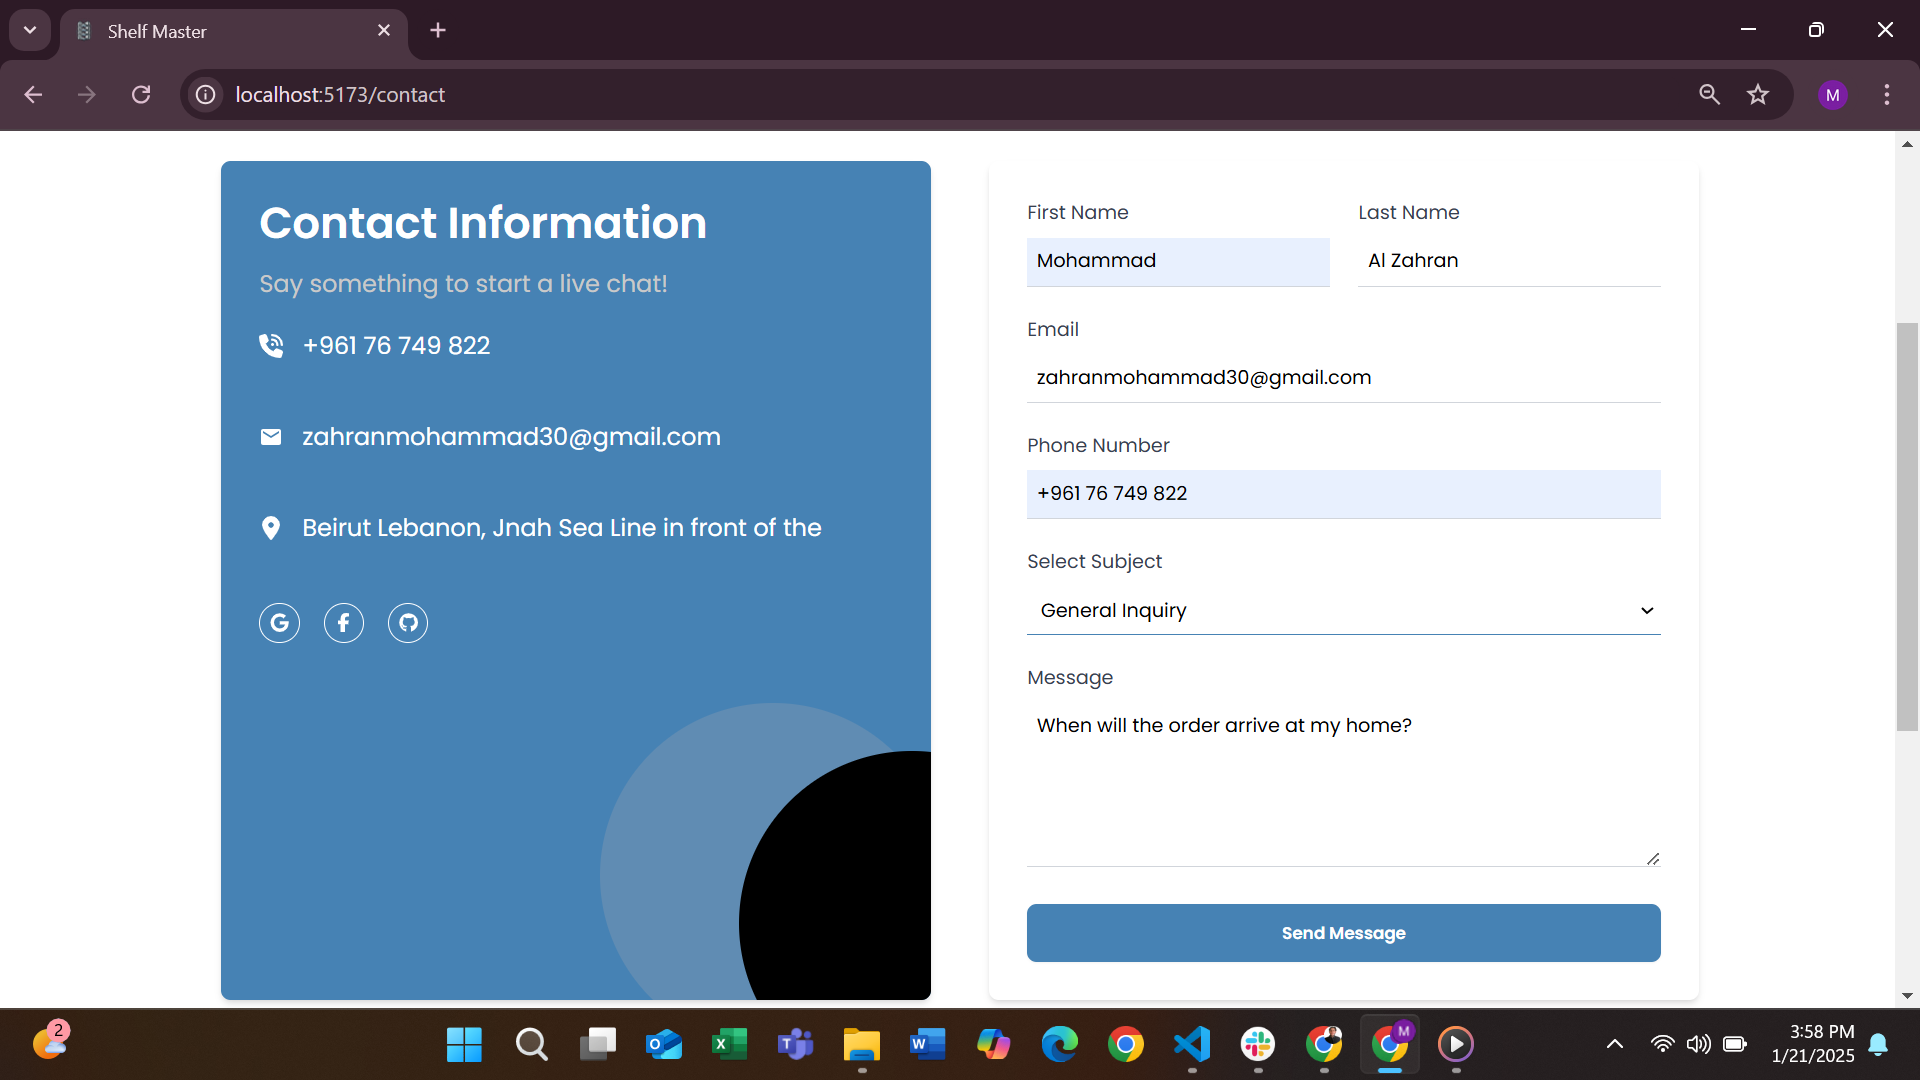 Shelf Master
localhost:5173/contact
M
Contact Information
Say something to start a live chat!
+961 76 749 822
zahranmohammad30@gmail.com
Beirut Lebanon, Jnah Sea Line in front of the
First Name
Last Name
Mohammad
Al Zahran
Email
zahranmohammad30@gmail.com
Phone Number
+961 76 749 822
Select Subject
General Inquiry
Message
When will the order arrive at my home?
Send Message
2
M
3:58 PM
1/21/2025